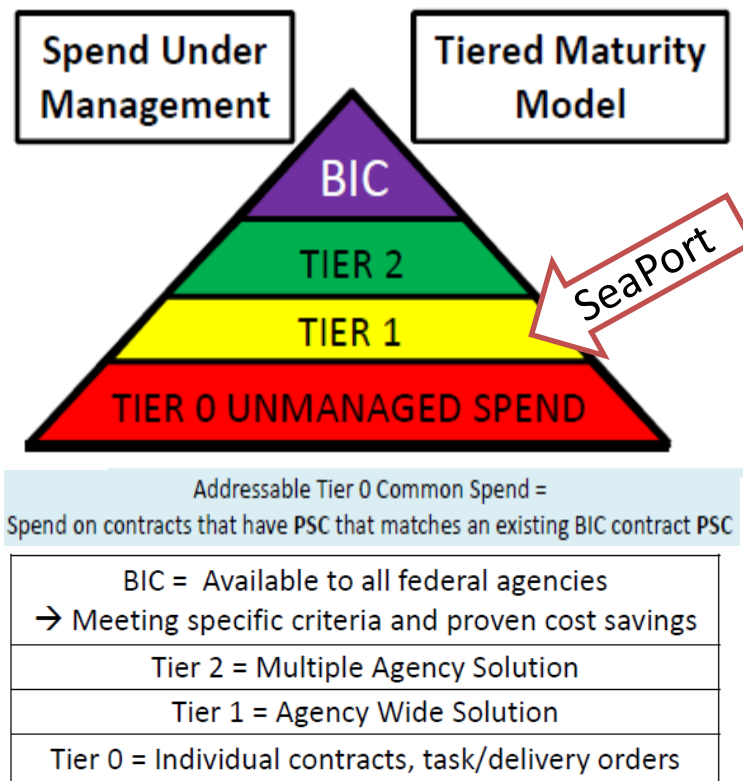 Spend Under
Management
Tiered Maturity
Model
BIC
TIER 2
SeaPort
TIER 1
TIER 0 UNMANAGED SPEND
Addressable Tier 0 Common Spend =
Spend on contracts that have PSC that matches an existing BIC contract PSC
BIC = Available to all federal agencies
→ Meeting specific criteria and proven cost savings
Tier 2 = Multiple Agency Solution
Tier 1 = Agency Wide Solution
Tier 0 = Individual contracts, task/delivery orders